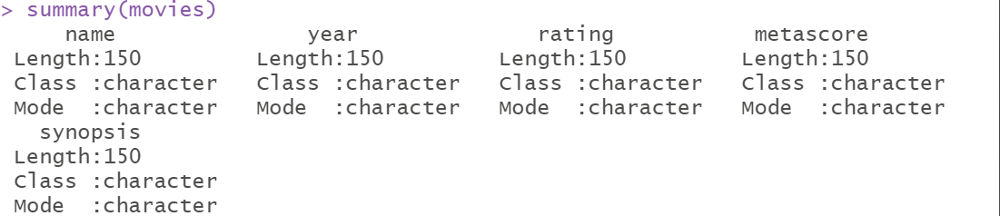 > summary(movies)
     name               year              rating           metascore
 Length:150         Length:150         Length:150         Length:150
 Class :character   Class :character   Class :character   Class :character
 Mode  :character   Mode  :character   Mode  :character   Mode  :character
   synopsis
 Length:150
 Class :character
 Mode  :character